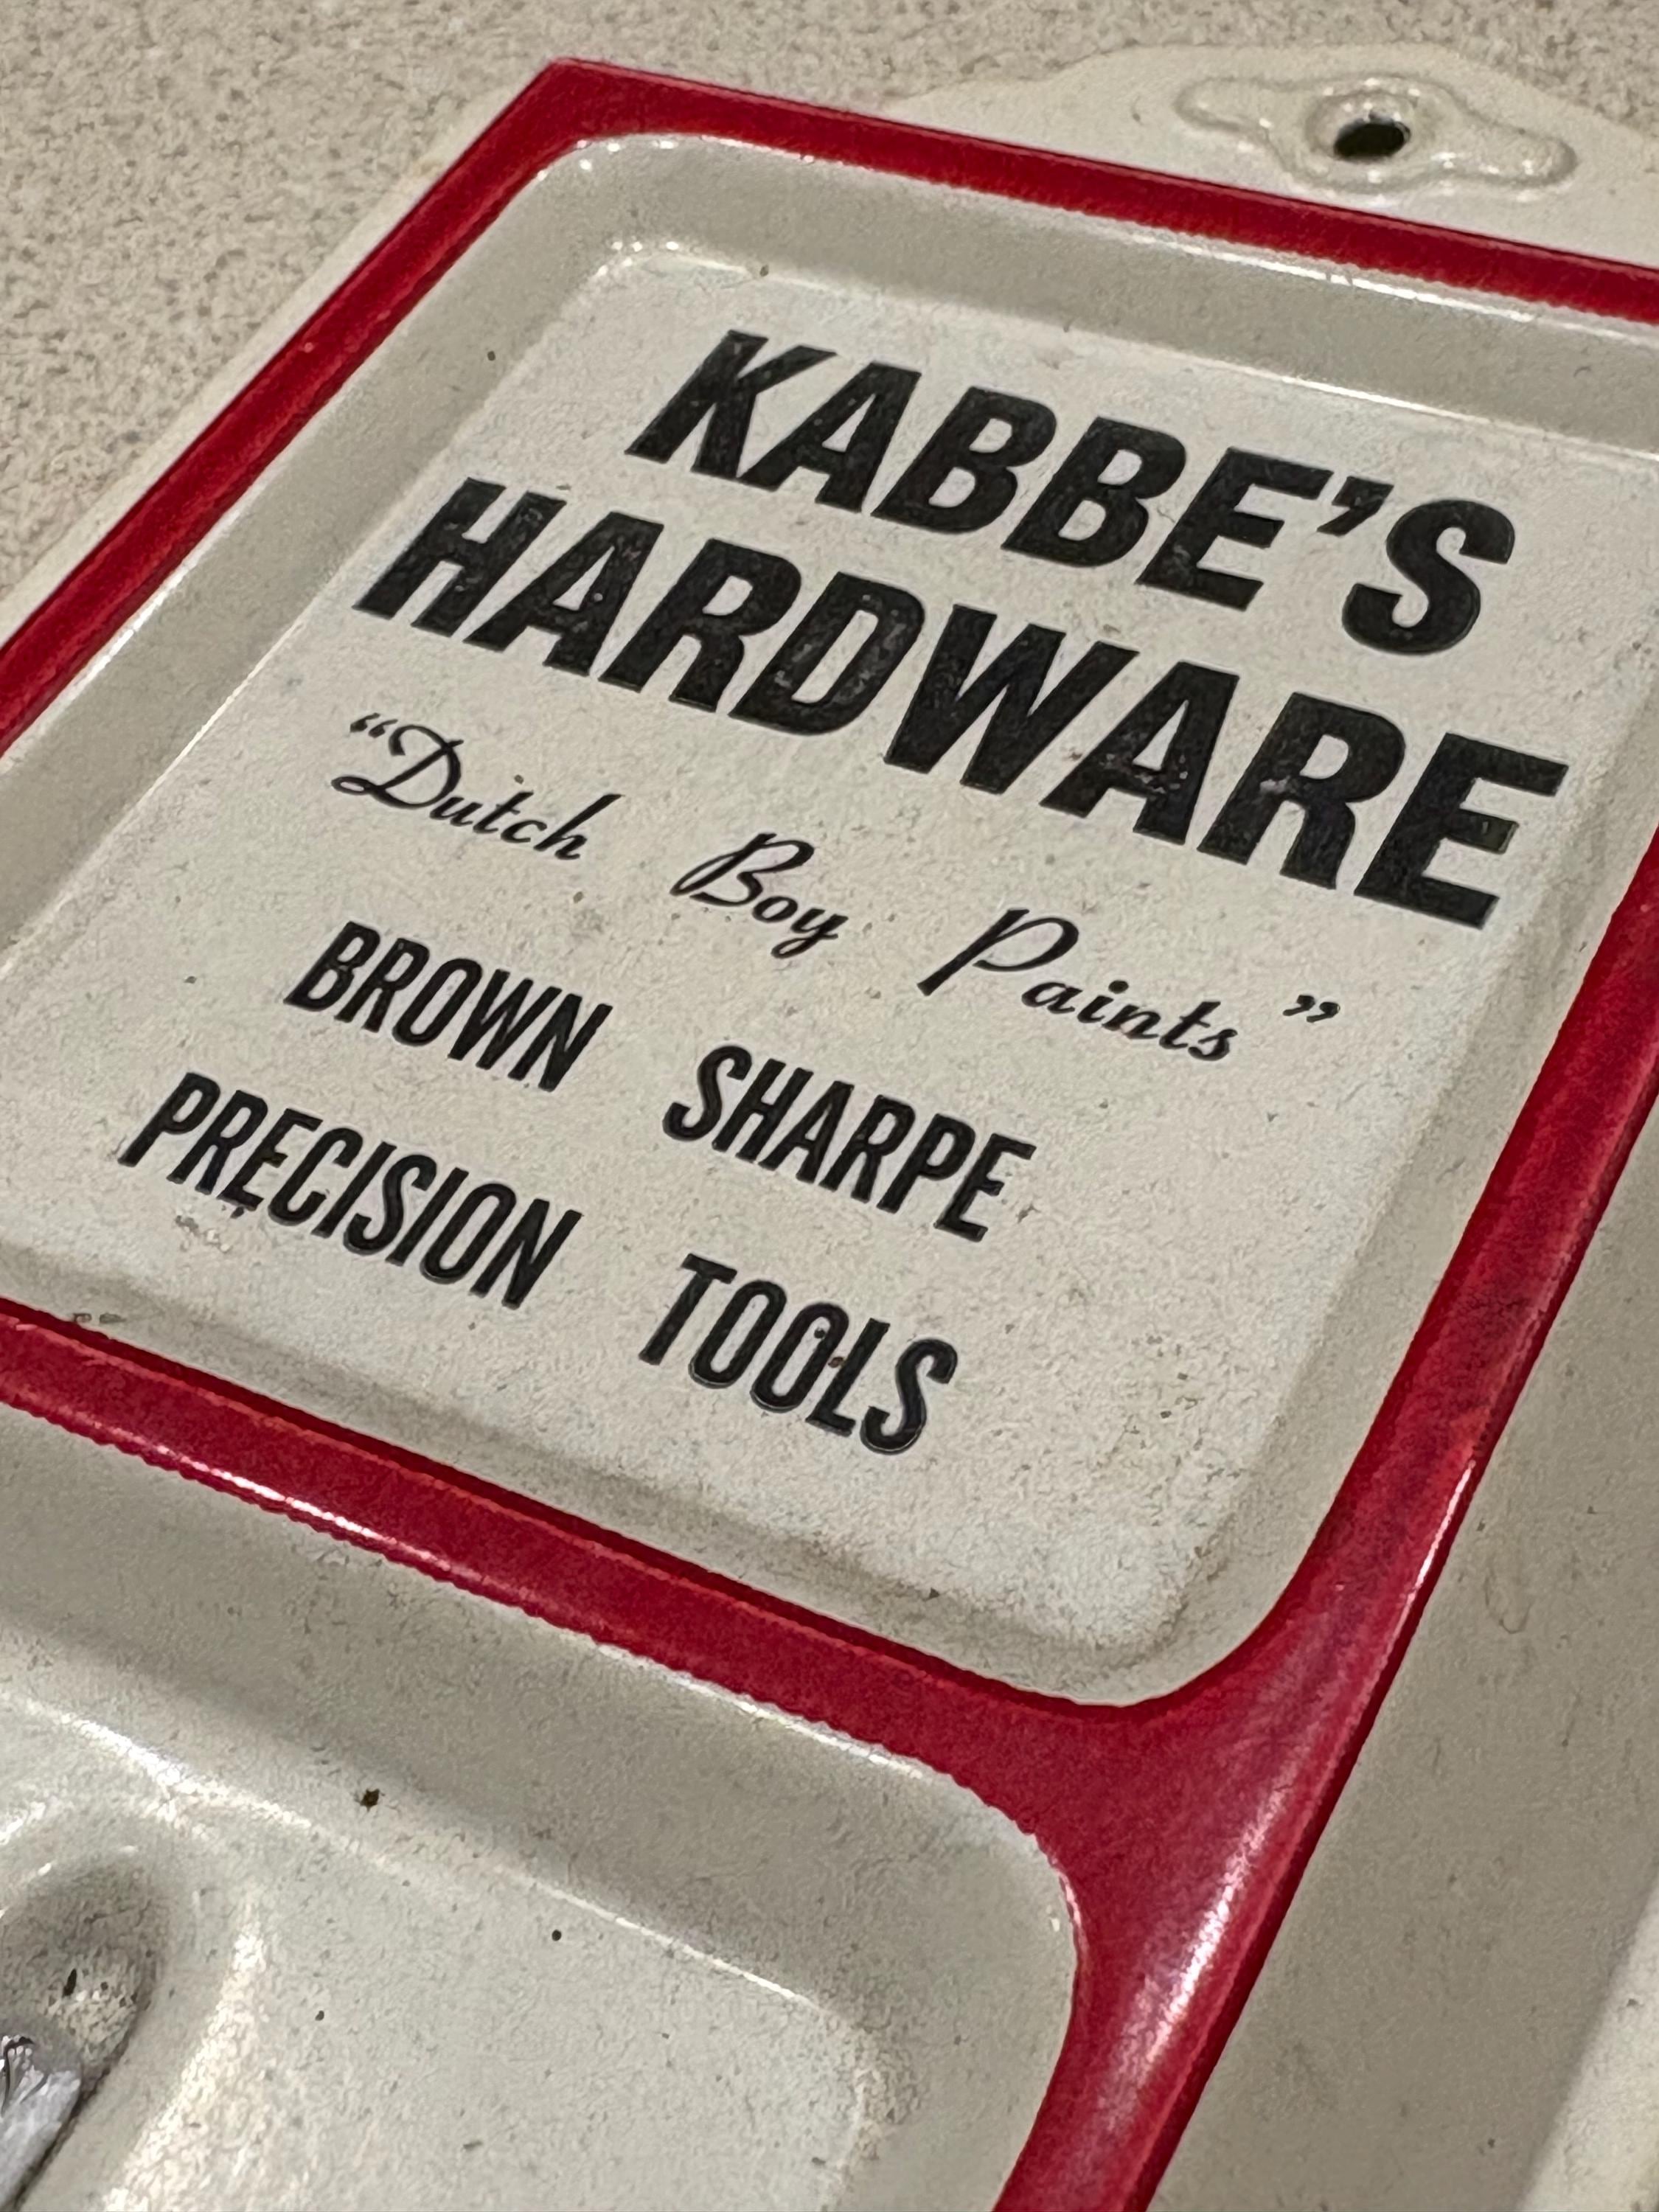 KABBE'S
HARDWARE
“Dutch Boy Paints”
BROWN SHARPE
PRECISION TOOLS